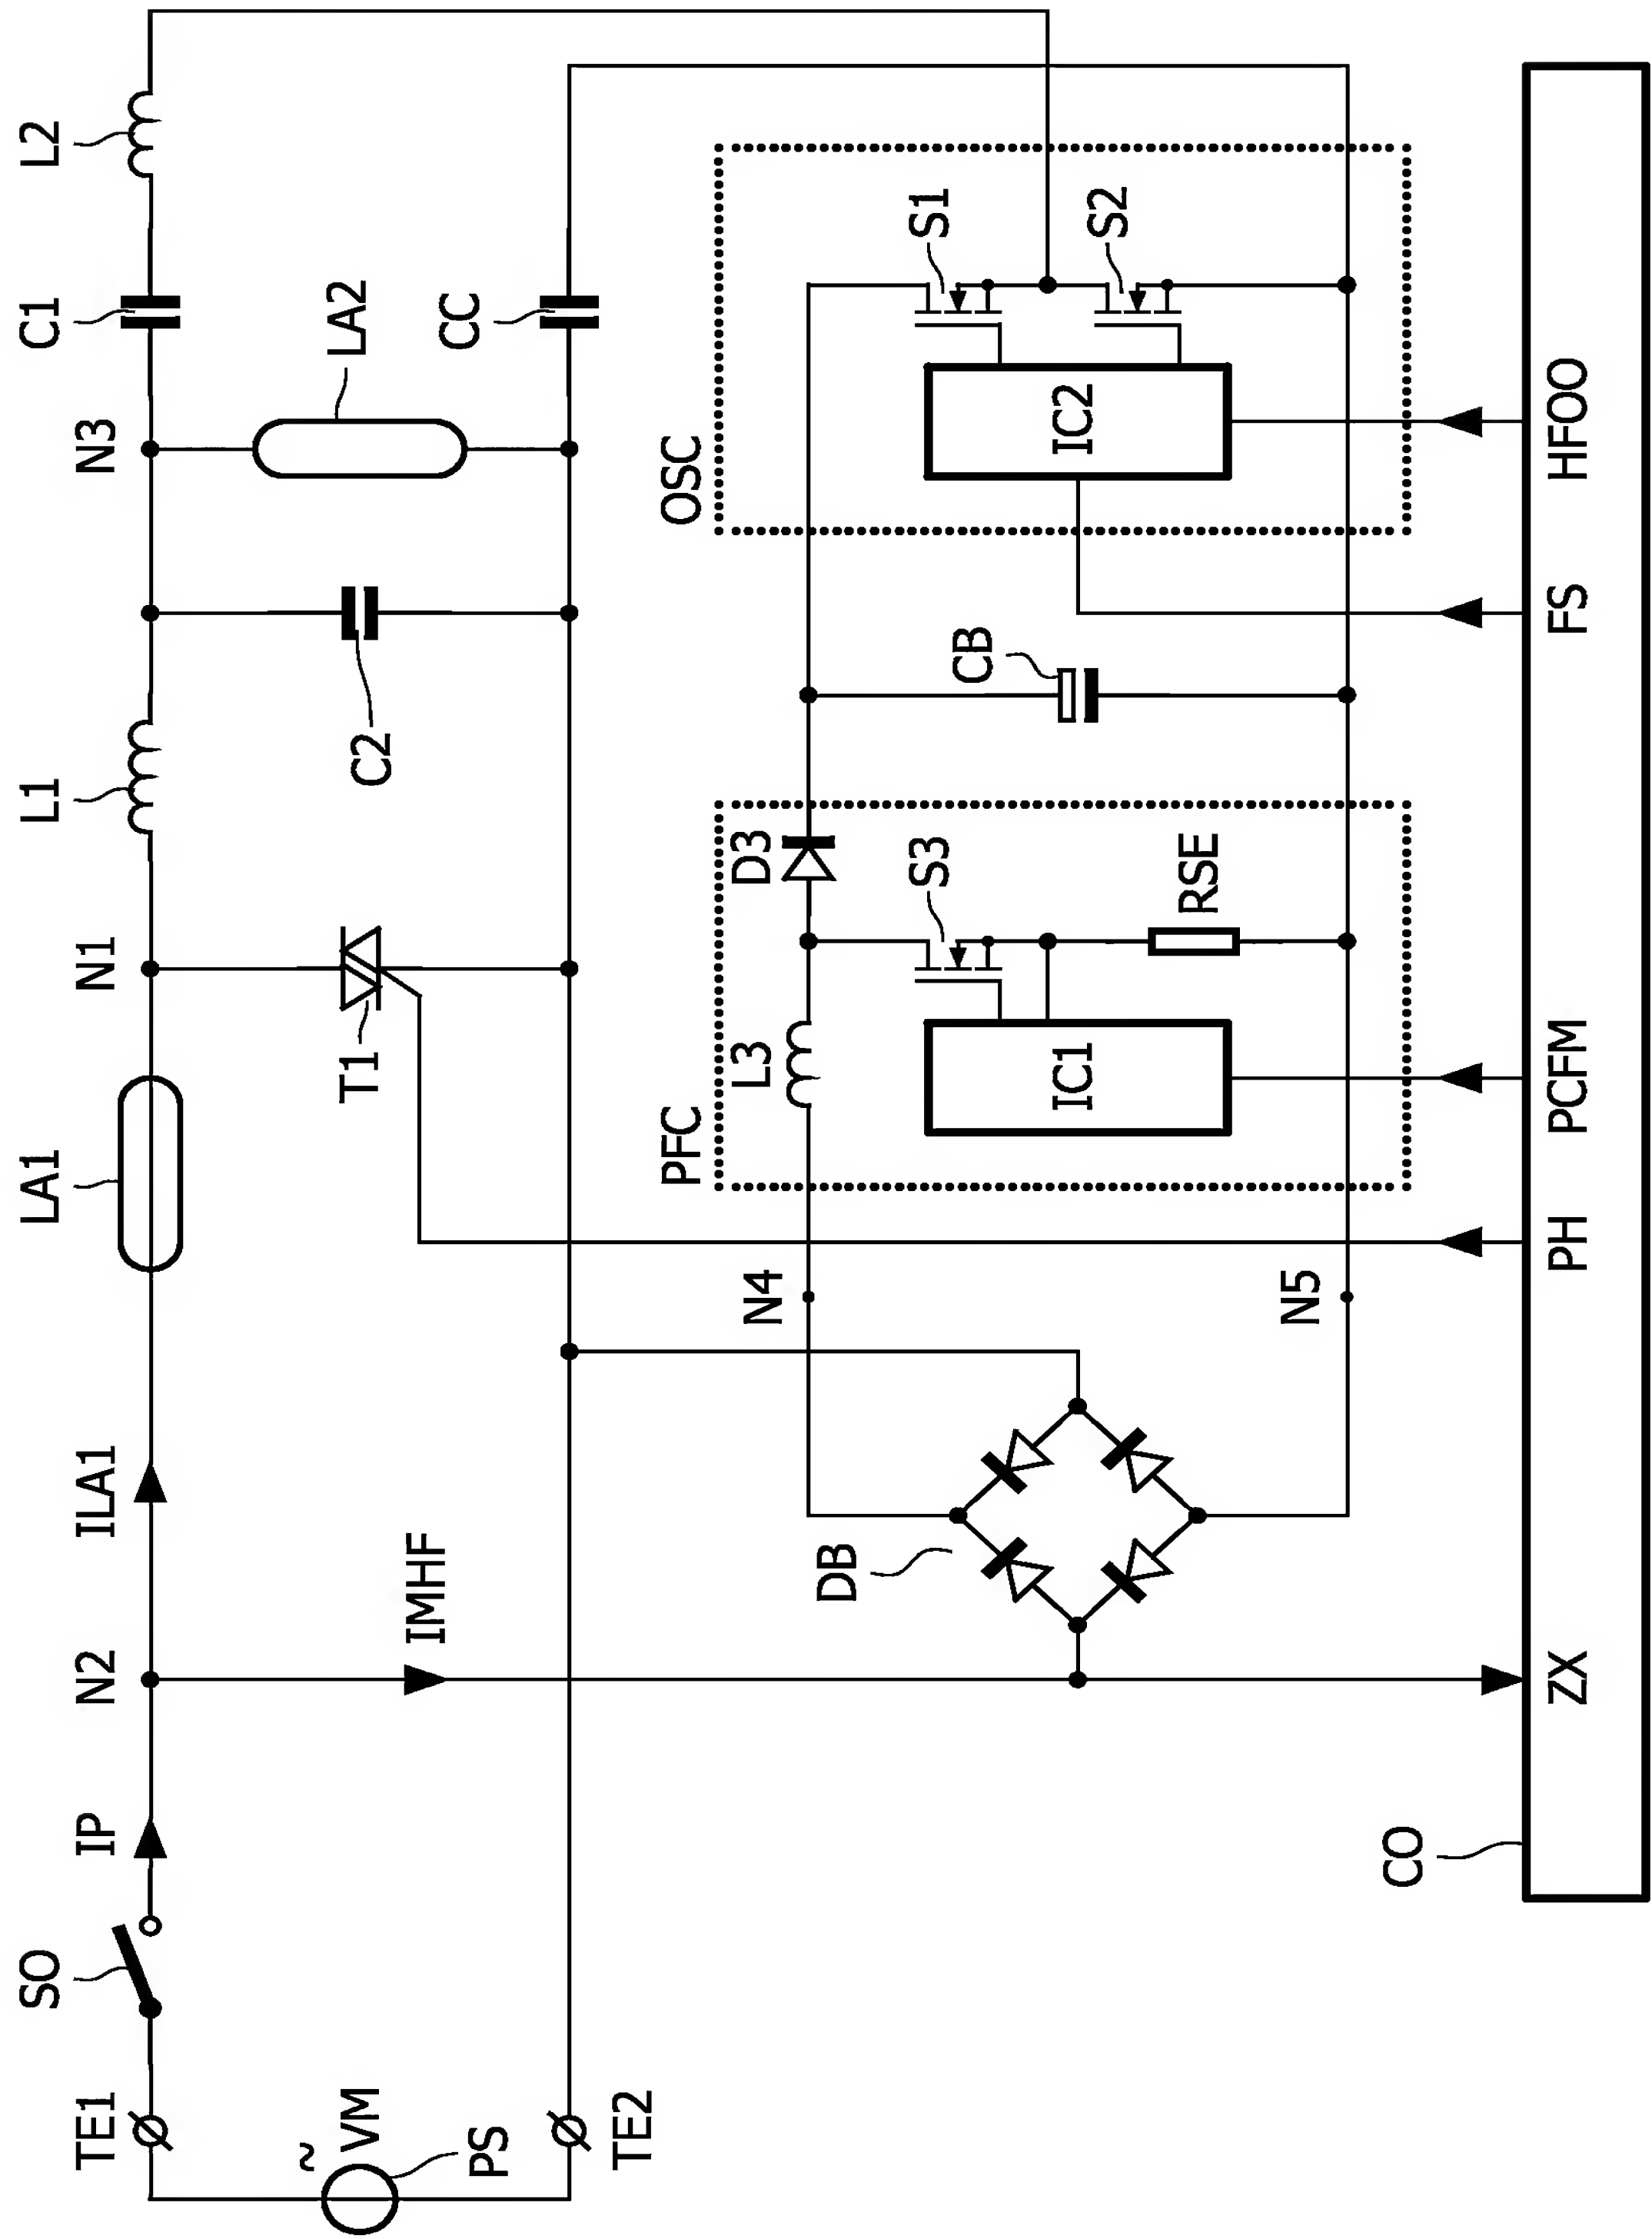 TE1
SO
IP
N2
ILA1
LA1
N1
L1
N3
C1
L2
~
VM
PS
IMHF
T1
C2
LA2
CC
TE2
PFC
OSC
N4
L3
D3
DB
S3
CB
S1
IC1
IC2
S2
RSE
N5
CO
ZX
PH
PCFM
FS
HFOO